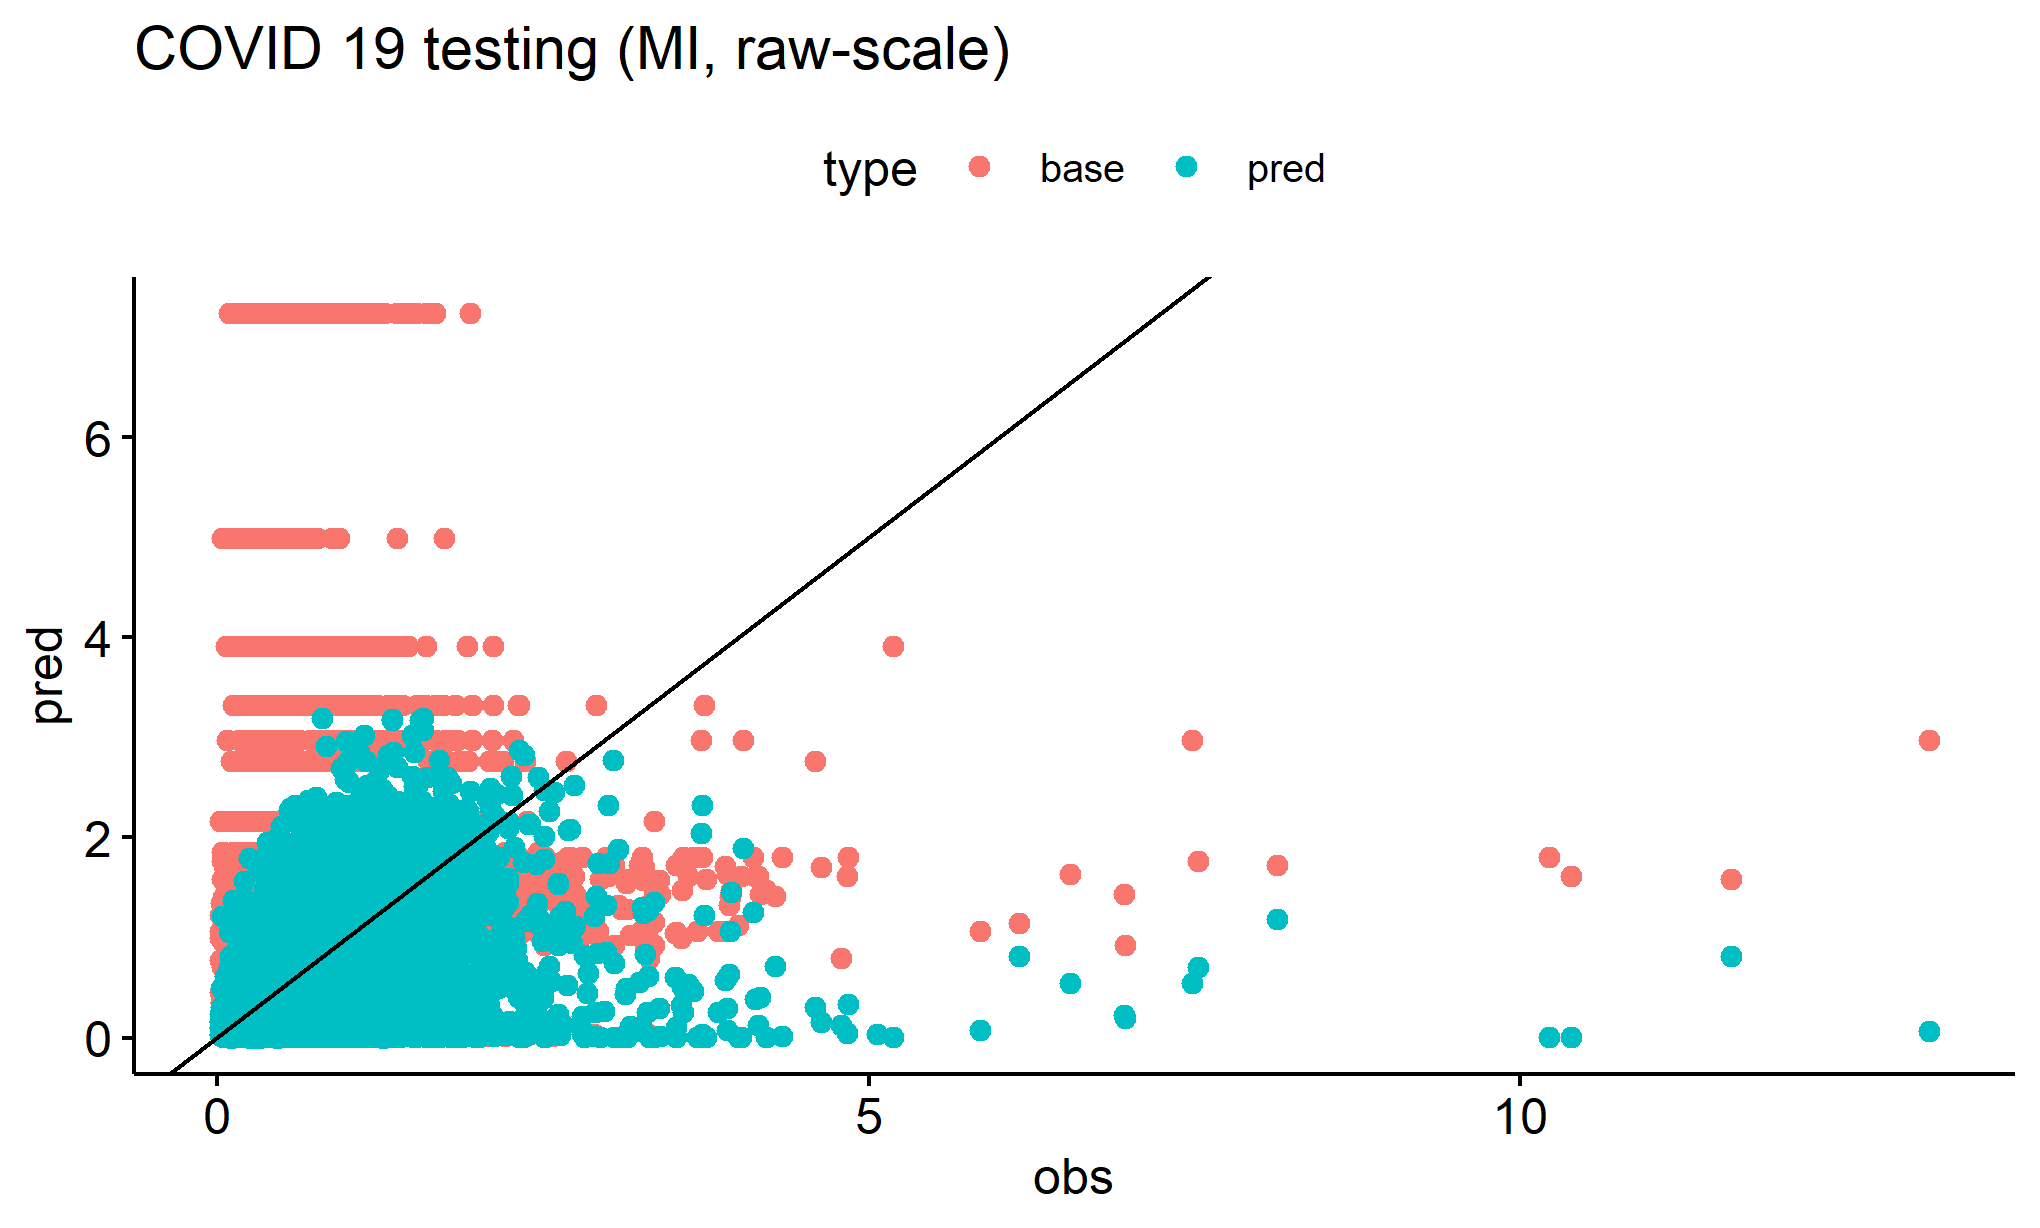 COVID 19 testing (MI, raw-scale)
type base pred
6
4
2
0
pred
0 5 10
obs